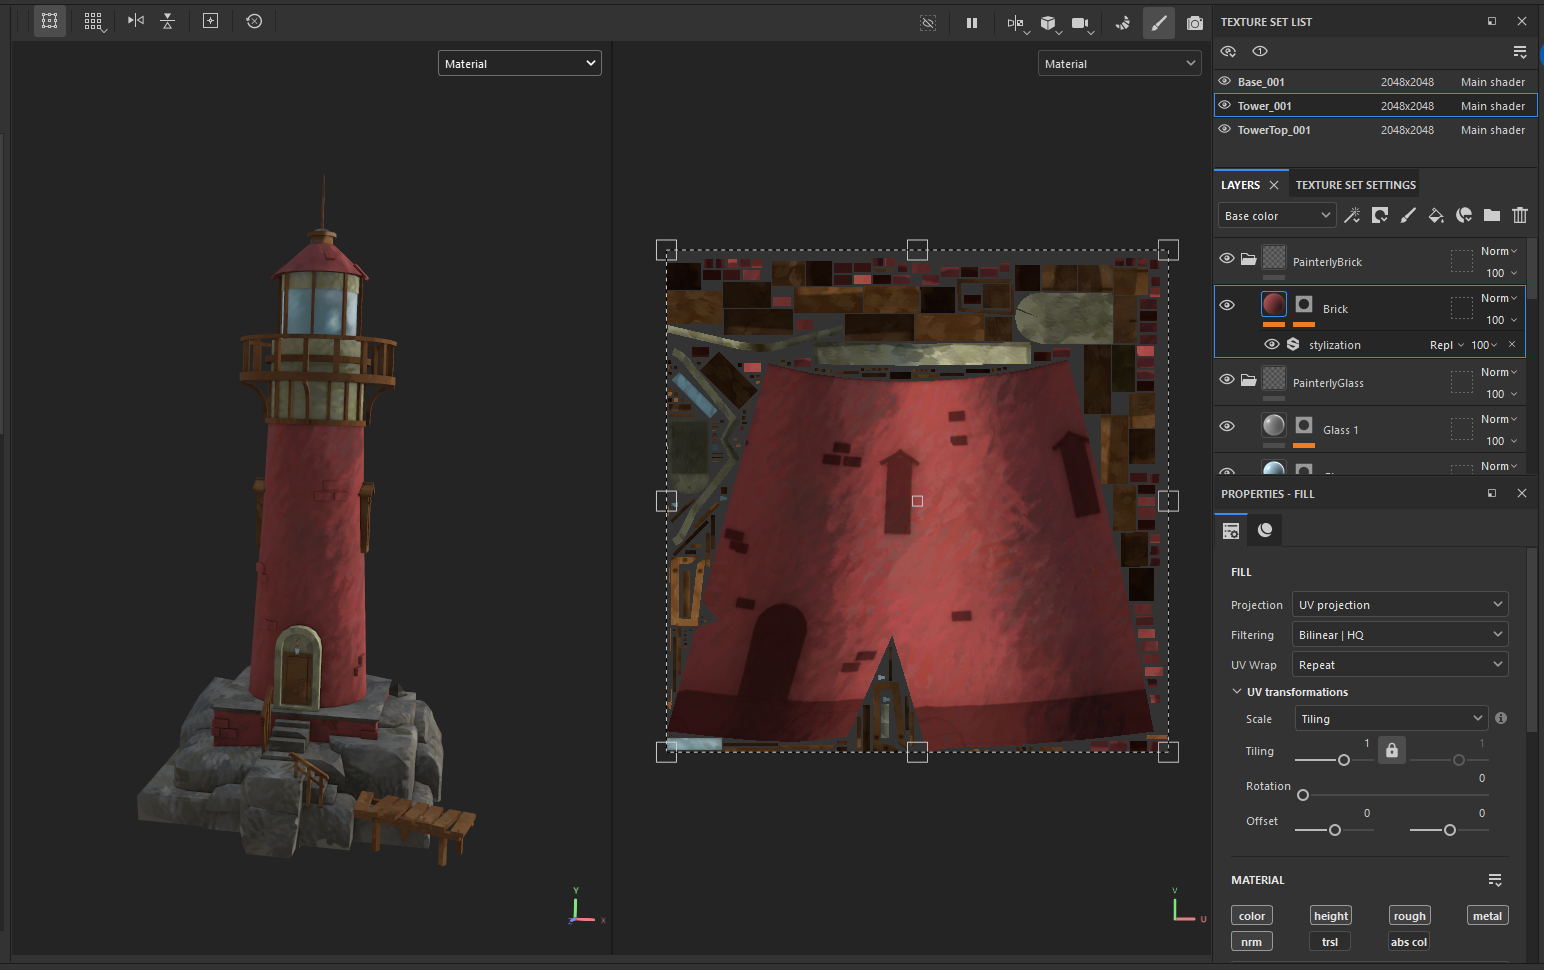 Material
Material
TEXTURE SET LIST
Base_001 2048x2048 Main shader
Tower_001 2048x2048 Main shader
TowerTop_001 2048x2048 Main shader
LAYERS TEXTURE SET SETTINGS
Base color
PainterlyBrick Norm
100
Brick Norm
100
stylization Repl 100
PainterlyGlass Norm
100
Glass 1 Norm
100
Norm
PROPERTIES - FILL
FILL
Projection UV projection
Filtering Bilinear | HQ
UV Wrap Repeat
UV transformations
Scale Tiling
Tiling 1 1
Rotation 0
Offset 0 0
MATERIAL
color height rough metal
nrm trsl abs col
Y
X
Z
V
U